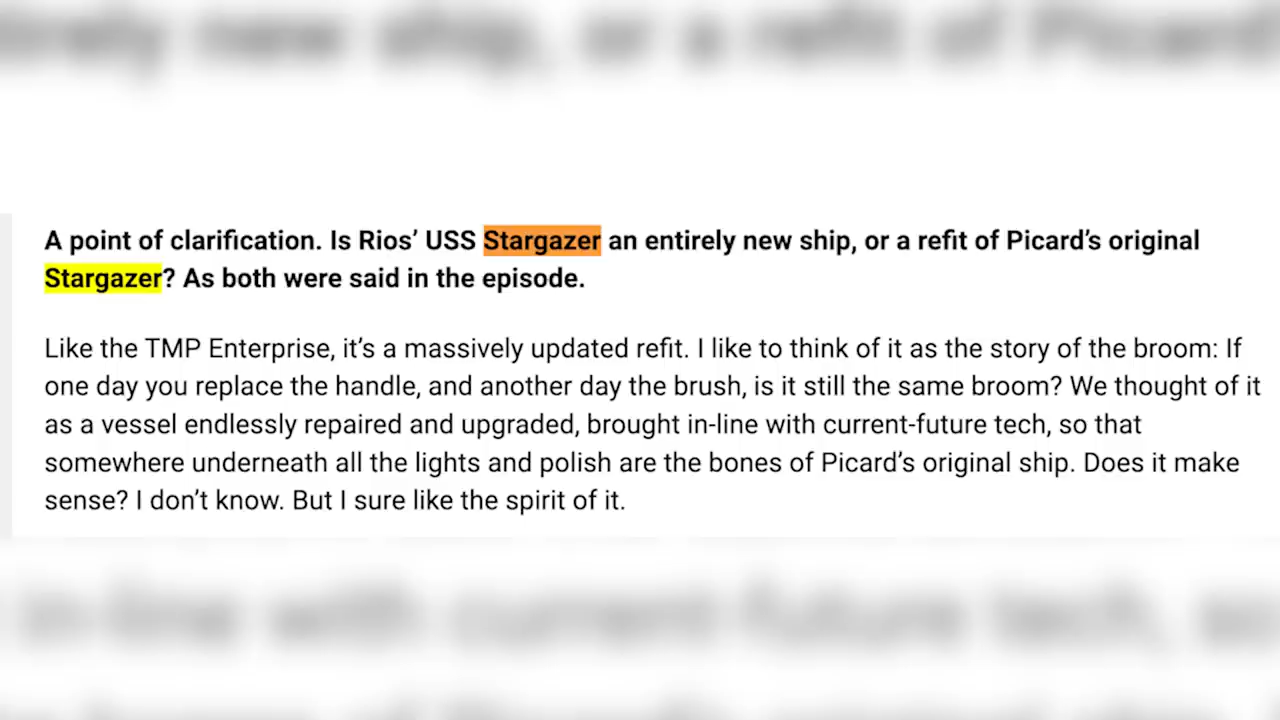 A point of clarification. Is Rios’ USS Stargazer an entirely new ship, or a refit of Picard’s original
Stargazer? As both were said in the episode.
Like the TMP Enterprise, it’s a massively updated refit. I like to think of it as the story of the broom: If
one day you replace the handle, and another day the brush, is it still the same broom? We thought of it
as a vessel endlessly repaired and upgraded, brought in-line with current-future tech, so that
somewhere underneath all the lights and polish are the bones of Picard’s original ship. Does it make
sense? I don’t know. But I sure like the spirit of it.